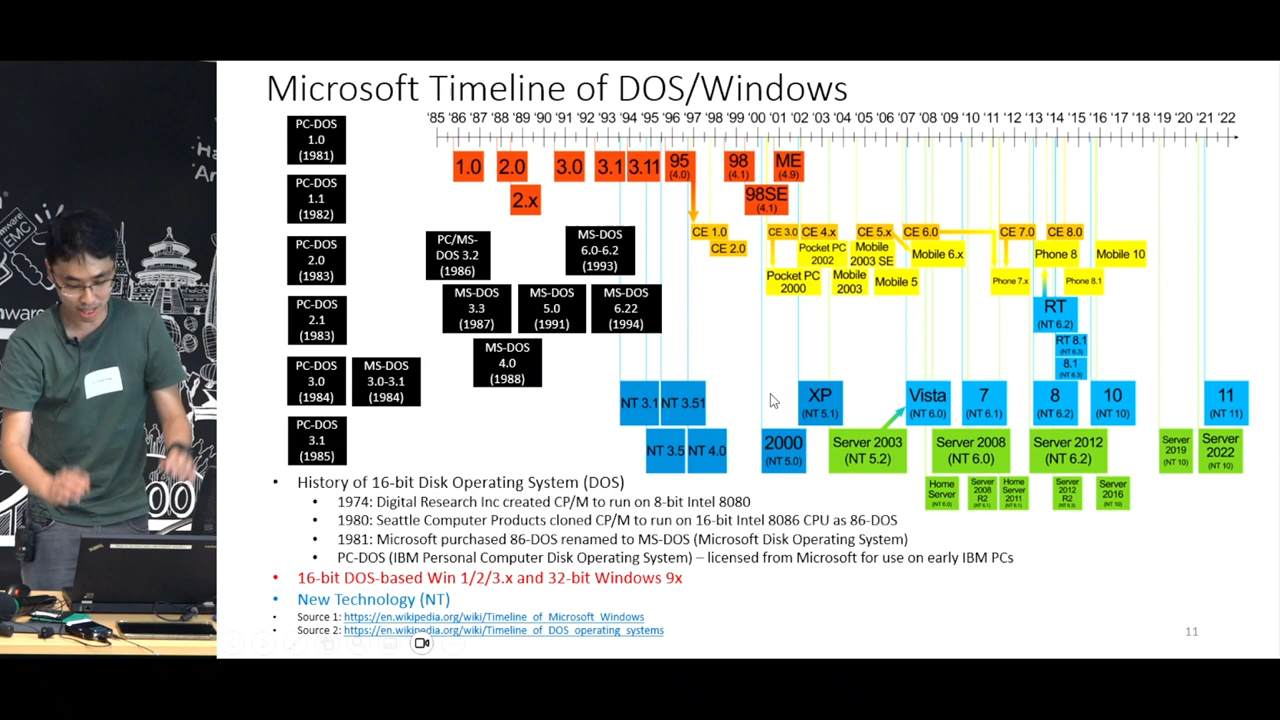 Microsoft Timeline of DOS/Windows
'85 '86 '87 '88 '89 '90 '91 '92 '93 '94 '95 '96 '97 '98 '99 '00 '01 '02 '03 '04 '05 '06 '07 '08 '09 '10 '11 '12 '13 '14 '15 '16 '17 '18 '19 '20 '21 '22
PC-DOS
1.0
(1981)
PC-DOS
1.1
(1982)
PC-DOS
2.0
(1983)
PC-DOS
2.1
(1983)
PC-DOS
3.0
(1984)
PC-DOS
3.1
(1985)
MS-DOS
3.0-3.1
(1984)
1.0
2.0
2.x
3.0
3.1
3.11
95
(4.0)
98
(4.1)
98SE
(4.1)
ME
(4.9)
PC/MS-
DOS 3.2
(1986)
MS-DOS
6.0-6.2
(1993)
MS-DOS
3.3
(1987)
MS-DOS
5.0
(1991)
MS-DOS
6.22
(1994)
MS-DOS
4.0
(1988)
CE 1.0
CE 2.0
CE 3.0
CE 4.x
CE 5.x
CE 6.0
CE 7.0
CE 8.0
Pocket PC
2002
Mobile
2003 SE
Mobile 6.x
Phone 8
Mobile 10
Pocket PC
2000
Mobile
2003
Mobile 5
Phone 7.x
Phone 8.1
RT
(NT 6.2)
RT 8.1
(NT 6.3)
8.1
(NT 6.3)
NT 3.1
NT 3.51
XP
(NT 5.1)
Vista
(NT 6.0)
7
(NT 6.1)
8
(NT 6.2)
10
(NT 10)
11
(NT 11)
NT 3.5
NT 4.0
2000
(NT 5.0)
Server 2003
(NT 5.2)
Server 2008
(NT 6.0)
Server 2012
(NT 6.2)
Server
2019
(NT 10)
Server
2022
(NT 10)
Home
Server
(NT 6.0)
Server
2008
R2
(NT 6.1)
Home
Server
2011
(NT 6.1)
Server
2012
R2
(NT 6.3)
Server
2016
(NT 10)
• History of 16-bit Disk Operating System (DOS)
• 1974: Digital Research Inc created CP/M to run on 8-bit Intel 8080
• 1980: Seattle Computer Products cloned CP/M to run on 16-bit Intel 8086 CPU as 86-DOS
• 1981: Microsoft purchased 86-DOS renamed to MS-DOS (Microsoft Disk Operating System)
• PC-DOS (IBM Personal Computer Disk Operating System) – licensed from Microsoft for use on early IBM PCs
• 16-bit DOS-based Win 1/2/3.x and 32-bit Windows 9x
• New Technology (NT)
• Source 1: https://en.wikipedia.org/wiki/Timeline_of_Microsoft_Windows
• Source 2: https://en.wikipedia.org/wiki/Timeline_of_DOS_operating_systems
11
EMC